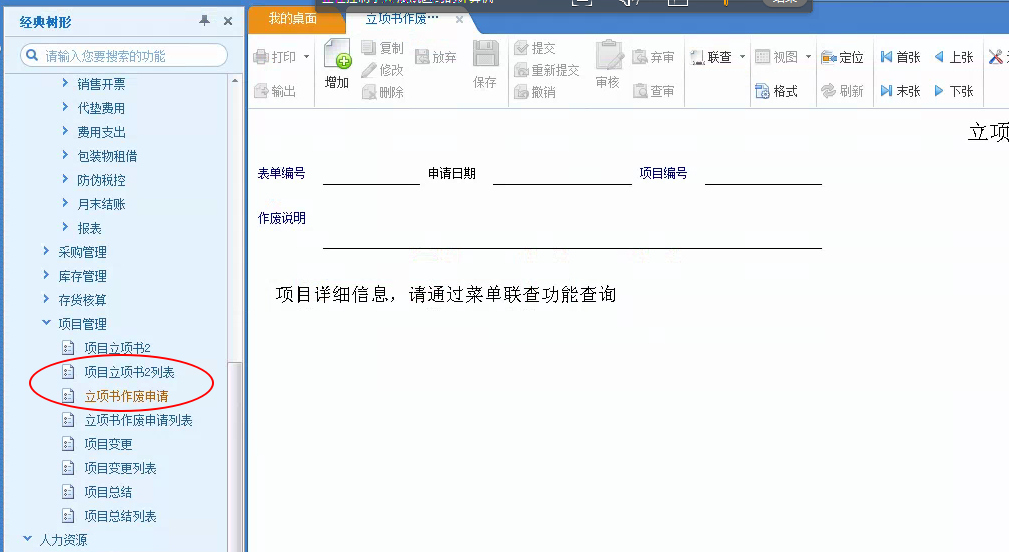 经典树形
请输入您要搜索的功能
销售开票
代垫费用
费用支出
包装物租借
防伪税控
月末结账
报表
采购管理
库存管理
存货核算
项目管理
项目立项书2
项目立项书2列表
立项书作废申请
立项书作废申请列表
项目变更
项目变更列表
项目总结
项目总结列表
人力资源
我的桌面 立项书作废…
打印 输出
增加
复制 修改 删除
放弃
保存
提交 重新提交 撤销
审核
弃审 查审
联查
视图 格式
定位 刷新
首张 上张
末张 下张
立项
表单编号 申请日期 项目编号
作废说明
项目详细信息，请通过菜单联查功能查询